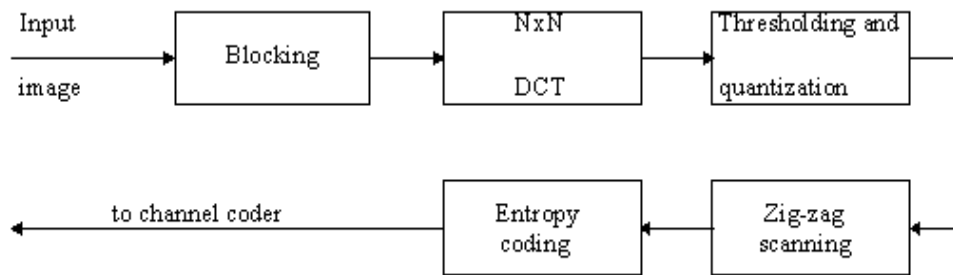 Input
image
Blocking
NxN
DCT
Thresholding and
quantization
to channel coder
Entropy
coding
Zig-zag
scanning